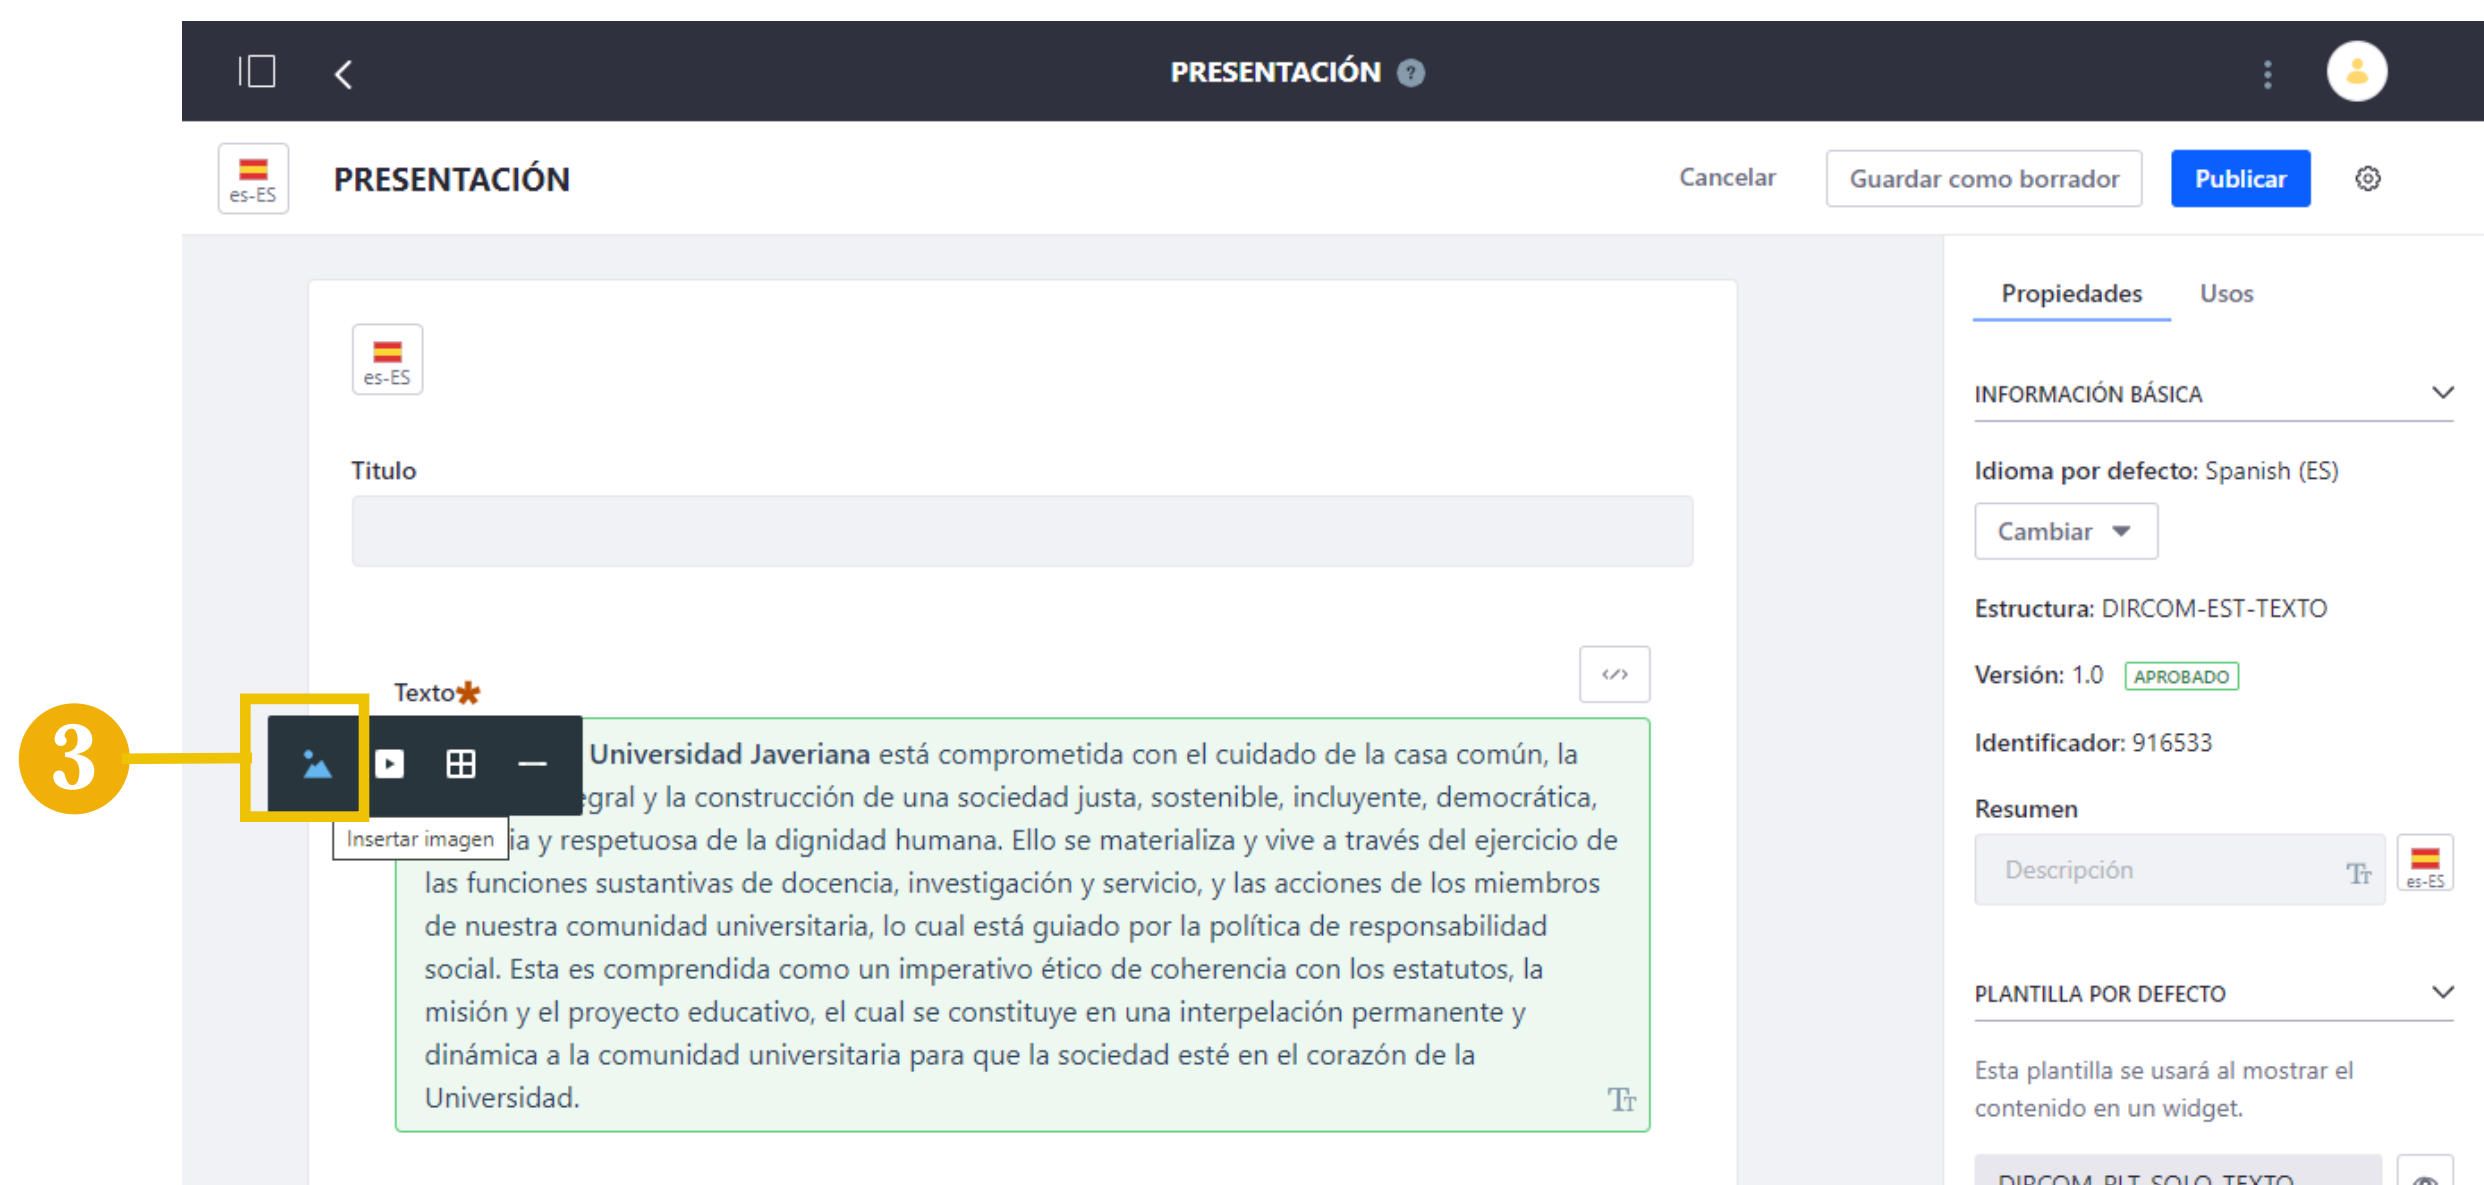 PRESENTACIÓN ?
es-ES
PRESENTACIÓN
Cancelar
Guardar como borrador
Publicar
es-ES
Titulo
Texto
3
Insertar imagen
Universidad Javeriana está comprometida con el cuidado de la casa común, la
gral y la construcción de una sociedad justa, sostenible, incluyente, democrática,
ia y respetuosa de la dignidad humana. Ello se materializa y vive a través del ejercicio de
las funciones sustantivas de docencia, investigación y servicio, y las acciones de los miembros
de nuestra comunidad universitaria, lo cual está guiado por la política de responsabilidad
social. Esta es comprendida como un imperativo ético de coherencia con los estatutos, la
misión y el proyecto educativo, el cual se constituye en una interpelación permanente y
dinámica a la comunidad universitaria para que la sociedad esté en el corazón de la
Universidad.
Propiedades
Usos
INFORMACIÓN BÁSICA
Idioma por defecto: Spanish (ES)
Cambiar
Estructura: DIRCOM-EST-TEXTO
Versión: 1.0 APROBADO
Identificador: 916533
Resumen
Descripción
es-ES
PLANTILLA POR DEFECTO
Esta plantilla se usará al mostrar el
contenido en un widget.
DIRCOM-PLT-SOLO-TEXTO